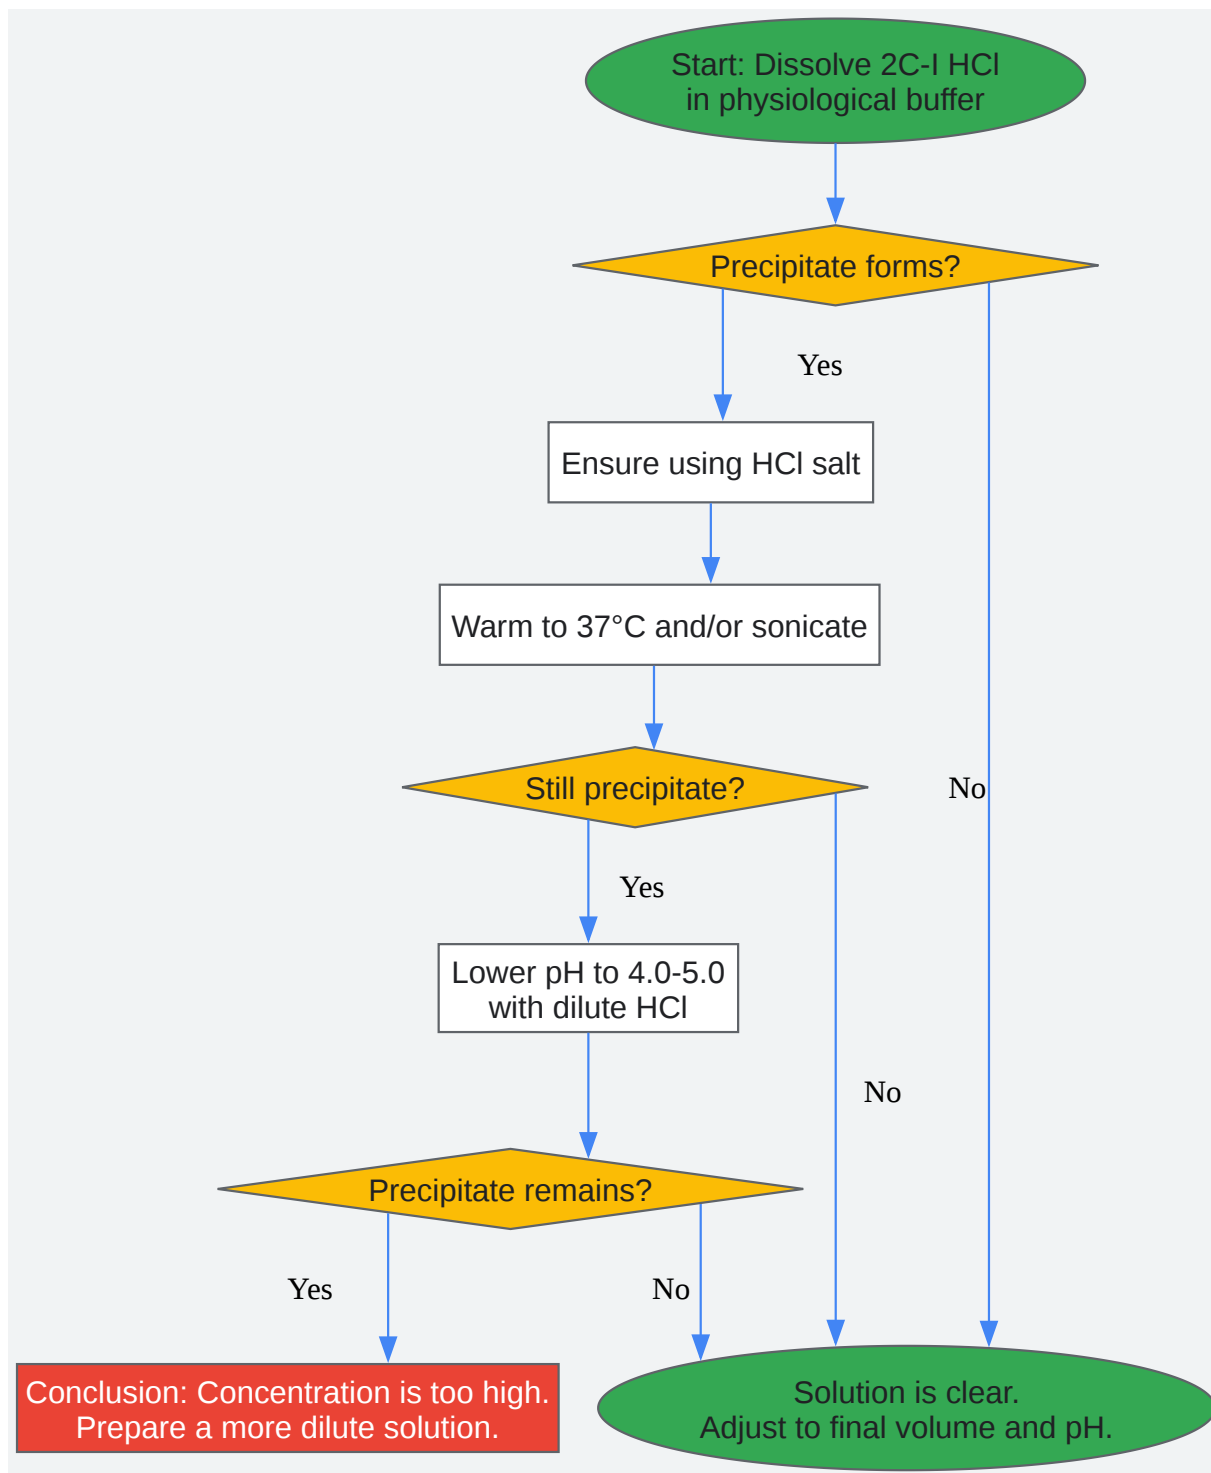 Start: Dissolve 2C-I HCl
in physiological buffer
Precipitate forms?
Yes
Ensure using HCl salt
Warm to 37°C and/or sonicate
Still precipitate?
No
Yes
Lower pH to 4.0-5.0
with dilute HCl
No
Precipitate remains?
Yes
No
Conclusion: Concentration is too high.
Prepare a more dilute solution.
Solution is clear.
Adjust to final volume and pH.